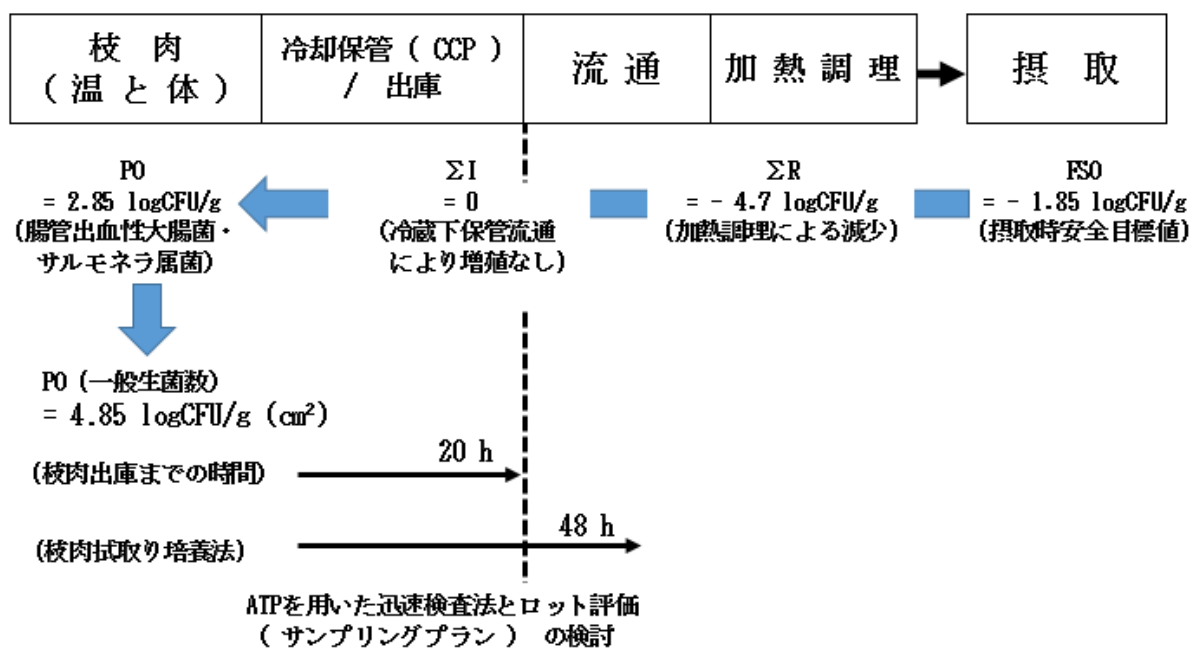 枝 肉
( 温 と 体 )
冷却保管 ( CCP )
/ 出庫
流 通
加 熱 調 理
摂 取
PO
= 2.85 logCFU/g
(腸管出血性大腸菌・
サルモネラ属菌)
ΣI
= 0
(冷蔵下保管流通
により増殖なし)
ΣR
= - 4.7 logCFU/g
(加熱調理による減少)
FSO
= - 1.85 logCFU/g
(摂取時安全目標値)
PO (一般生菌数)
= 4.85 logCFU/g (cm²)
(枝肉出庫までの時間)
20 h
(枝肉拭取り培養法)
48 h
ATPを用いた迅速検査法とロット評価
( サンプリングプラン ) の検討